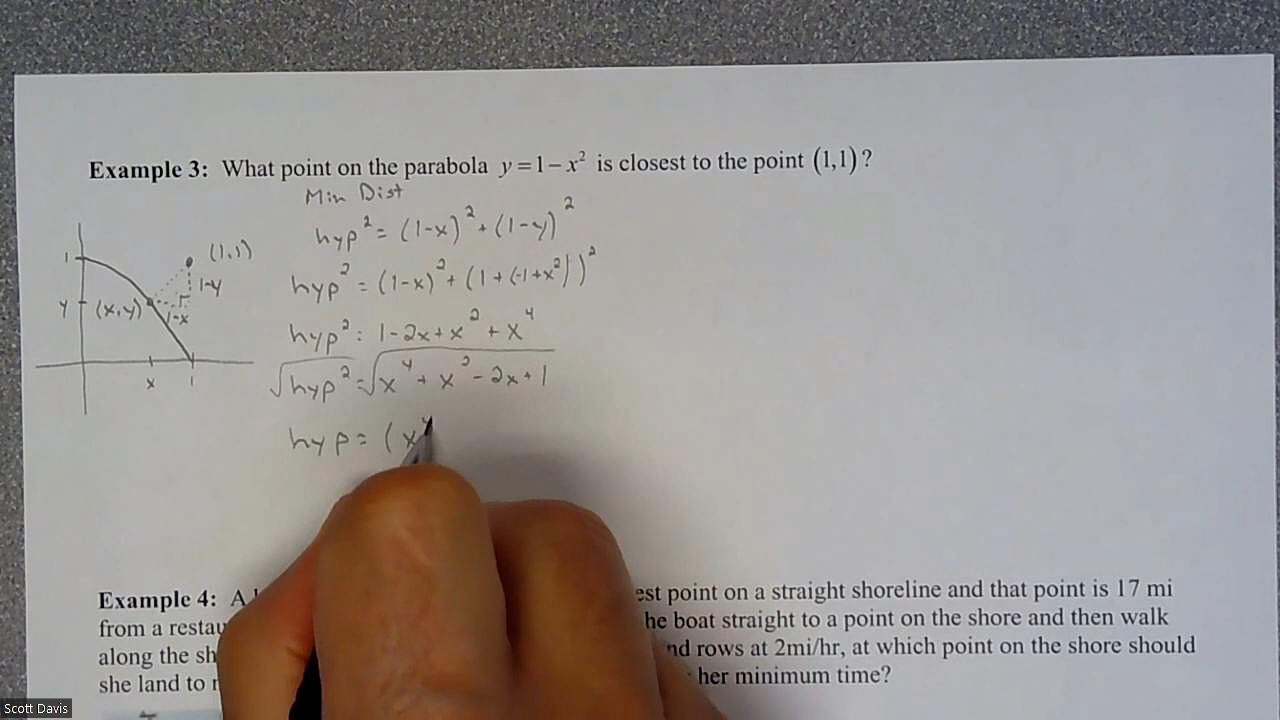 Example 3: What point on the parabola y = 1 − x² is closest to the point (1,1)?
Min Dist
hyp² = (1-x)² + (1-y)²
hyp² = (1-x)² + (1+(-1+x²))²
hyp² = 1-2x+x² + x⁴
√hyp² = √x⁴ + x² - 2x + 1
hyp = (x⁴
1
(1,1)
1-y
y
(x,y)
1-x
x
1
Example 4: A
est point on a straight shoreline and that point is 17 mi
from a restau
he boat straight to a point on the shore and then walk
along the sh
nd rows at 2mi/hr, at which point on the shore should
she land to
her minimum time?
Scott Davis